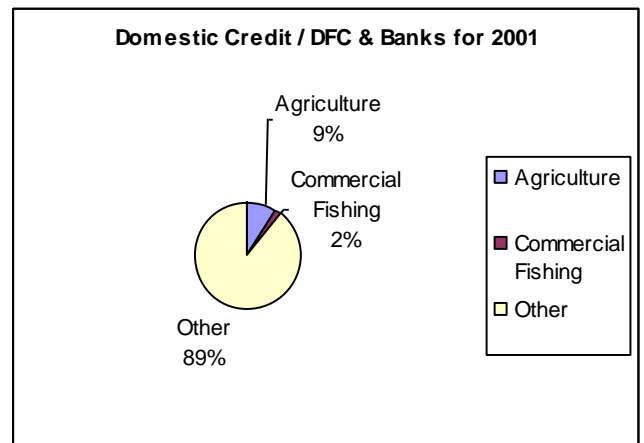 Domestic Credit / DFC & Banks for 2001
Agriculture
9%
Commercial
Fishing
2%
Other
89%
Agriculture
Commercial
Fishing
Other